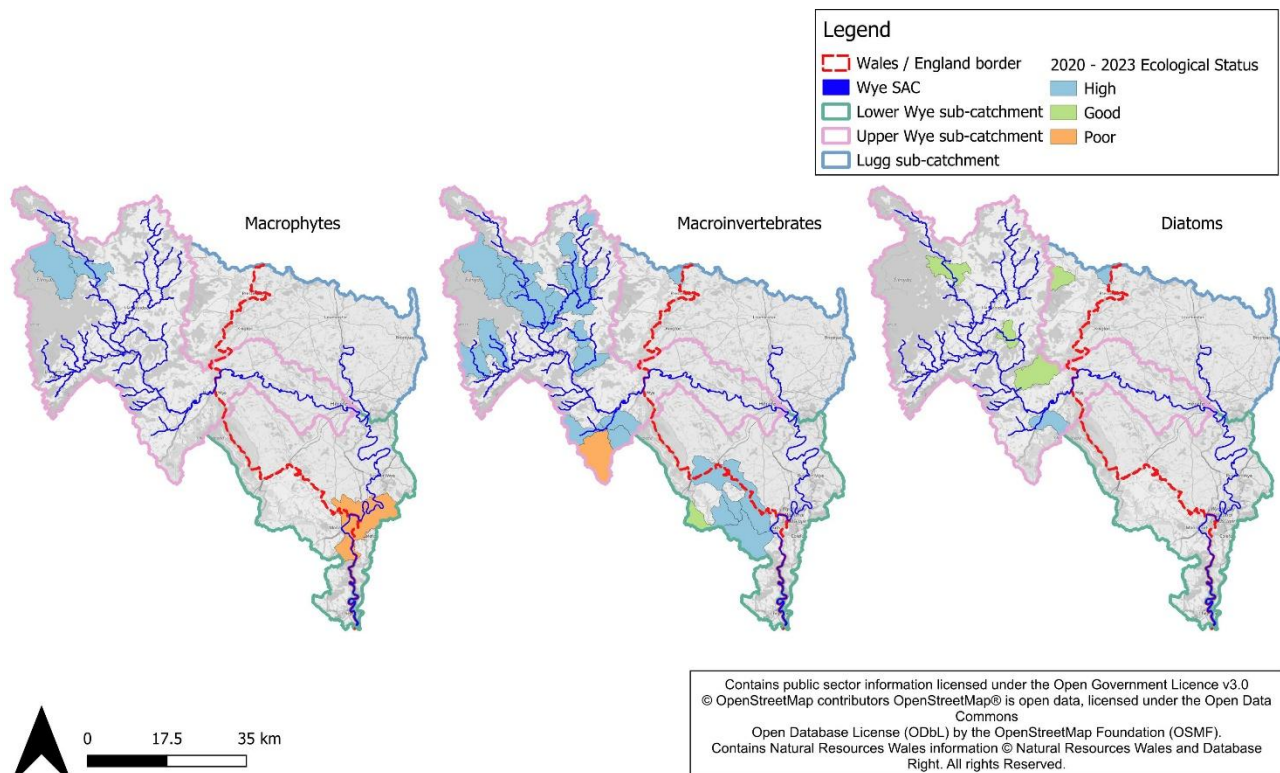 Legend
Wales / England border
Wye SAC
Lower Wye sub-catchment
Upper Wye sub-catchment
Lugg sub-catchment
2020 - 2023 Ecological Status
High
Good
Poor
Macrophytes
Macroinvertebrates
Diatoms
0 17.5 35 km
Contains public sector information licensed under the Open Government Licence v3.0
© OpenStreetMap contributors OpenStreetMap® is open data, licensed under the Open Data
Commons
Open Database License (ODbL) by the OpenStreetMap Foundation (OSMF).
Contains Natural Resources Wales information © Natural Resources Wales and Database
Right. All rights Reserved.